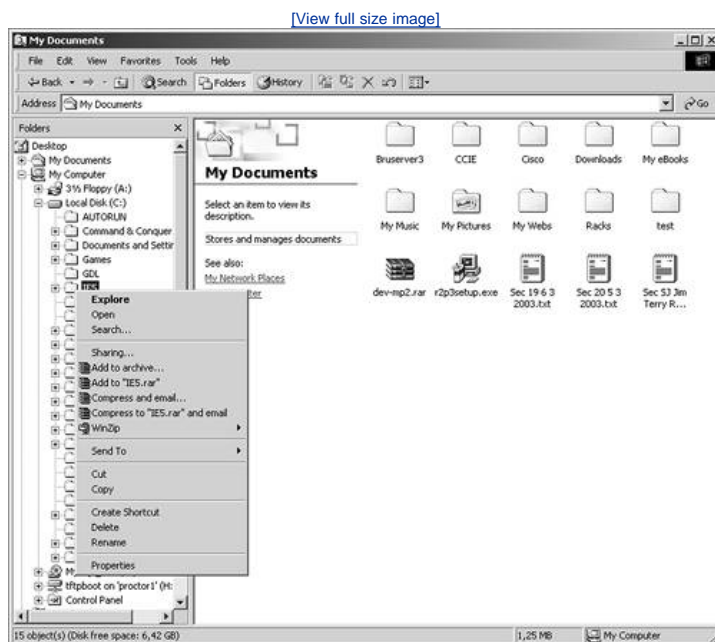 [View full size image]
My Documents
File Edit View Favorites Tools Help
Back Search Folders History
Address My Documents Go
Folders
Desktop
My Documents
My Computer
3½ Floppy (A:)
Local Disk (C:)
AUTORUN
Command & Conquer
Documents and Settir
Games
GDL
IE5
Explore
Open
Search...
Sharing...
Add to archive...
Add to "IE5.rar"
Compress and email...
Compress to "IE5.rar" and email
WinZip
Send To
Cut
Copy
Create Shortcut
Delete
Rename
Properties
tftpboot on 'proctor1' (H:
Control Panel
My Documents
Select an item to view its
description.
Stores and manages documents
See also:
My Network Places
Bruserver3
CCIE
Cisco
Downloads
My eBooks
My Music
My Pictures
My Webs
Racks
test
dev-mp2.rar
r2p3setup.exe
Sec 19 6 3
2003.txt
Sec 20 5 3
2003.txt
Sec SJ Jim
Terry R...
15 object(s) (Disk free space: 6,42 GB)
1,25 MB
My Computer